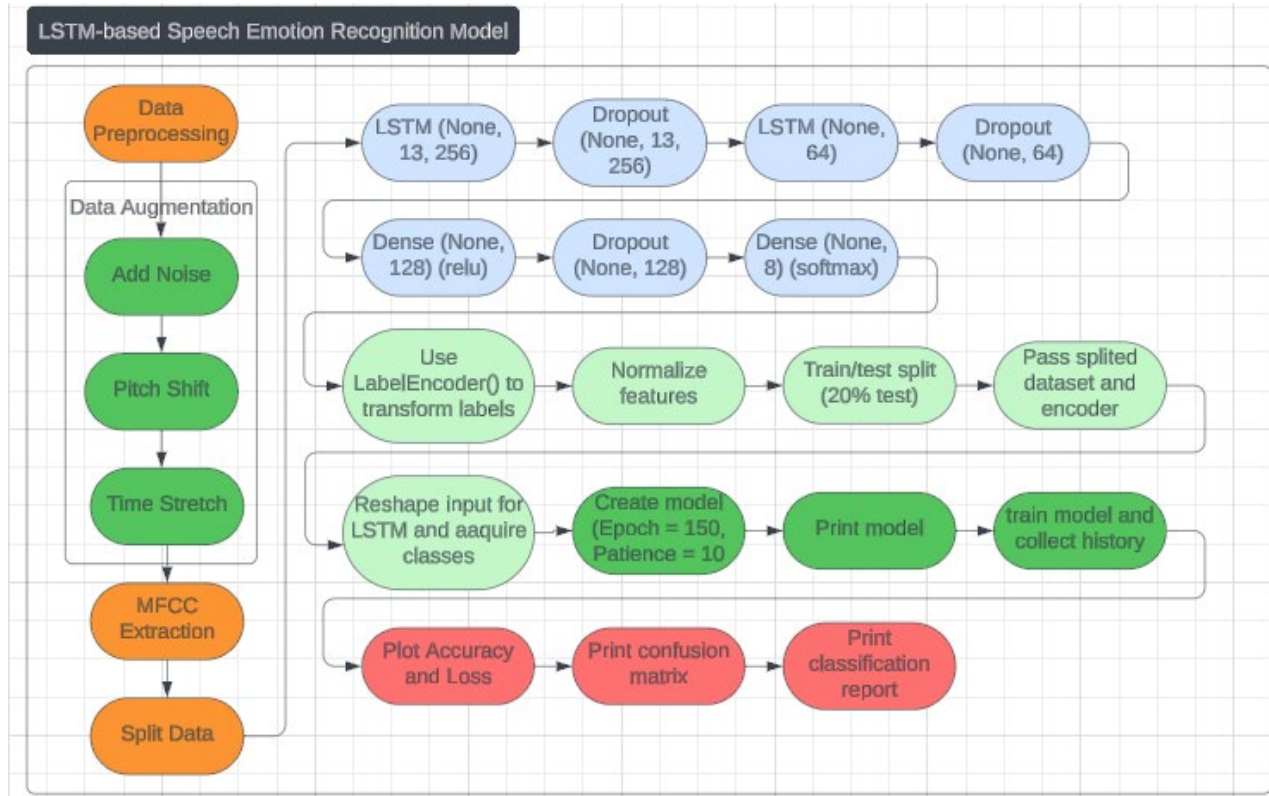 LSTM-based Speech Emotion Recognition Model
Data
Preprocessing
Data Augmentation
Add Noise
Pitch Shift
Time Stretch
MFCC
Extraction
Split Data
LSTM (None,
13, 256)
Dropout
(None, 13,
256)
LSTM (None,
64)
Dropout
(None, 64)
Dense (None,
128) (relu)
Dropout
(None, 128)
Dense (None,
8) (softmax)
Use
LabelEncoder() to
transform labels
Normalize
features
Train/test split
(20% test)
Pass splited
dataset and
encoder
Reshape input for
LSTM and aaquire
classes
Create model
(Epoch = 150,
Patience = 10
Print model
train model and
collect history
Plot Accuracy
and Loss
Print confusion
matrix
Print
classification
report